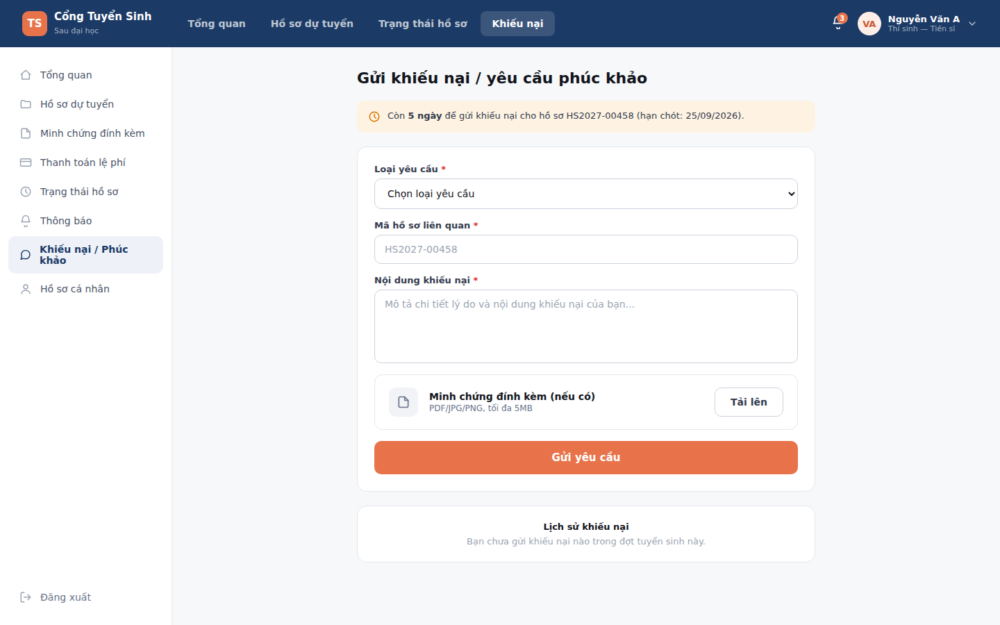 TS
Cổng Tuyển Sinh
Sau đại học
Tổng quan
Hồ sơ dự tuyển
Trạng thái hồ sơ
Khiếu nại
3
VA
Nguyễn Văn A
Thí sinh — Tiến sĩ
Tổng quan
Hồ sơ dự tuyển
Minh chứng đính kèm
Thanh toán lệ phí
Trạng thái hồ sơ
Thông báo
Khiếu nại / Phúc
khảo
Hồ sơ cá nhân
Đăng xuất
Gửi khiếu nại / yêu cầu phúc khảo
Còn 5 ngày để gửi khiếu nại cho hồ sơ HS2027-00458 (hạn chót: 25/09/2026).
Loại yêu cầu *
Chọn loại yêu cầu
Mã hồ sơ liên quan *
HS2027-00458
Nội dung khiếu nại *
Mô tả chi tiết lý do và nội dung khiếu nại của bạn...
Minh chứng đính kèm (nếu có)
PDF/JPG/PNG, tối đa 5MB
Tải lên
Gửi yêu cầu
Lịch sử khiếu nại
Bạn chưa gửi khiếu nại nào trong đợt tuyển sinh này.